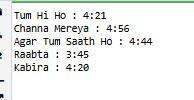 Tum Hi Ho : 4:21
Channa Mereya : 4:56
Agar Tum Saath Ho : 4:44
Raabta : 3:45
Kabira : 4:20